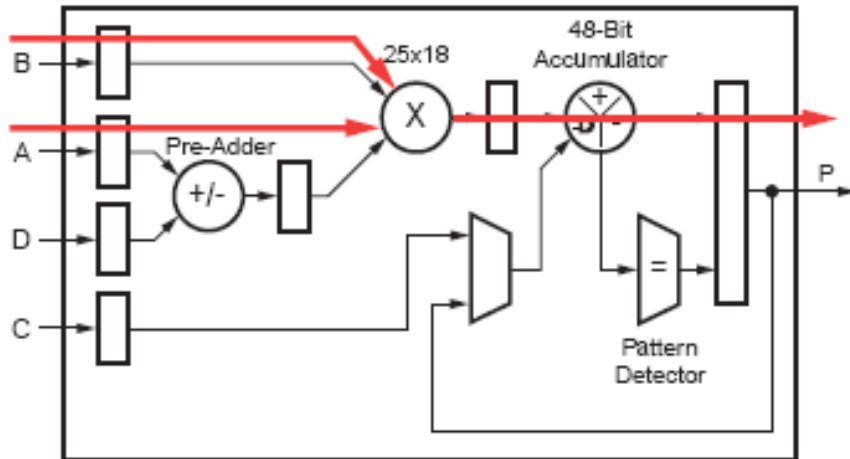 48-Bit
Accumulator
25x18
B
X
+
-
A
Pre-Adder
+/-
P
D
=
C
Pattern
Detector